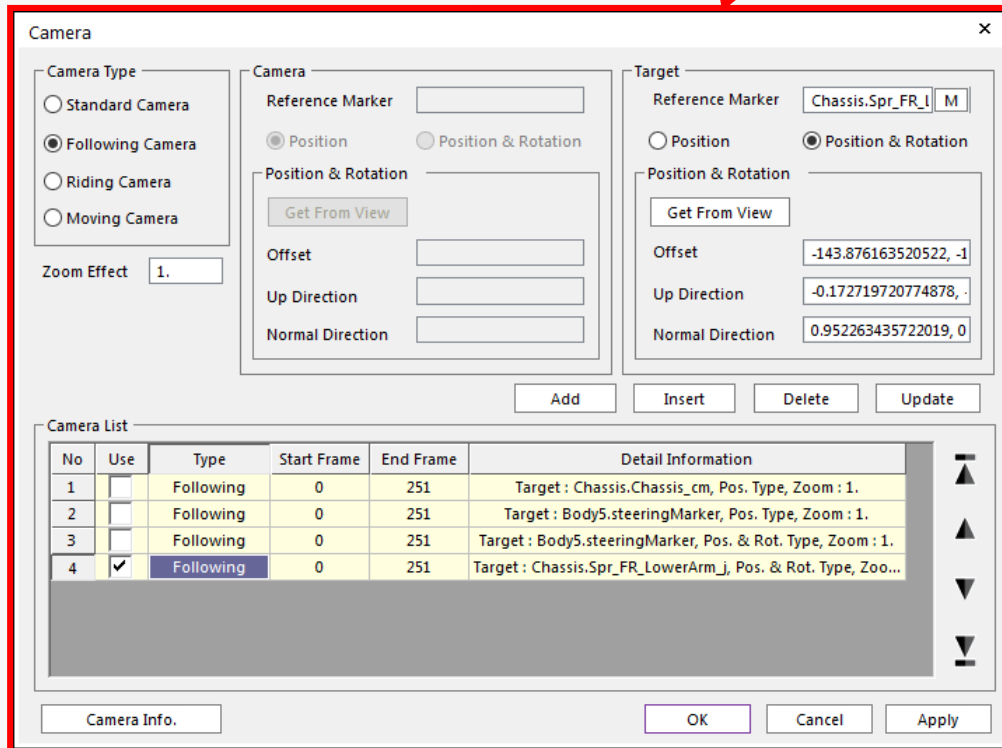 Camera
Camera Type
Standard Camera
Following Camera
Riding Camera
Moving Camera
Zoom Effect 1.
Camera
Reference Marker
Position Position & Rotation
Position & Rotation
Get From View
Offset
Up Direction
Normal Direction
Target
Reference Marker Chassis.Spr_FR_L M
Position Position & Rotation
Position & Rotation
Get From View
Offset -143.876163520522, -1
Up Direction -0.172719720774878, -
Normal Direction 0.952263435722019, 0
Add Insert Delete Update
Camera List
No Use Type Start Frame End Frame Detail Information
1 Following 0 251 Target : Chassis.Chassis_cm, Pos. Type, Zoom : 1.
2 Following 0 251 Target : Body5.steeringMarker, Pos. Type, Zoom : 1.
3 Following 0 251 Target : Body5.steeringMarker, Pos. & Rot. Type, Zoom : 1.
4 Following 0 251 Target : Chassis.Spr_FR_LowerArm_j, Pos. & Rot. Type, Zoo...
Camera Info. OK Cancel Apply